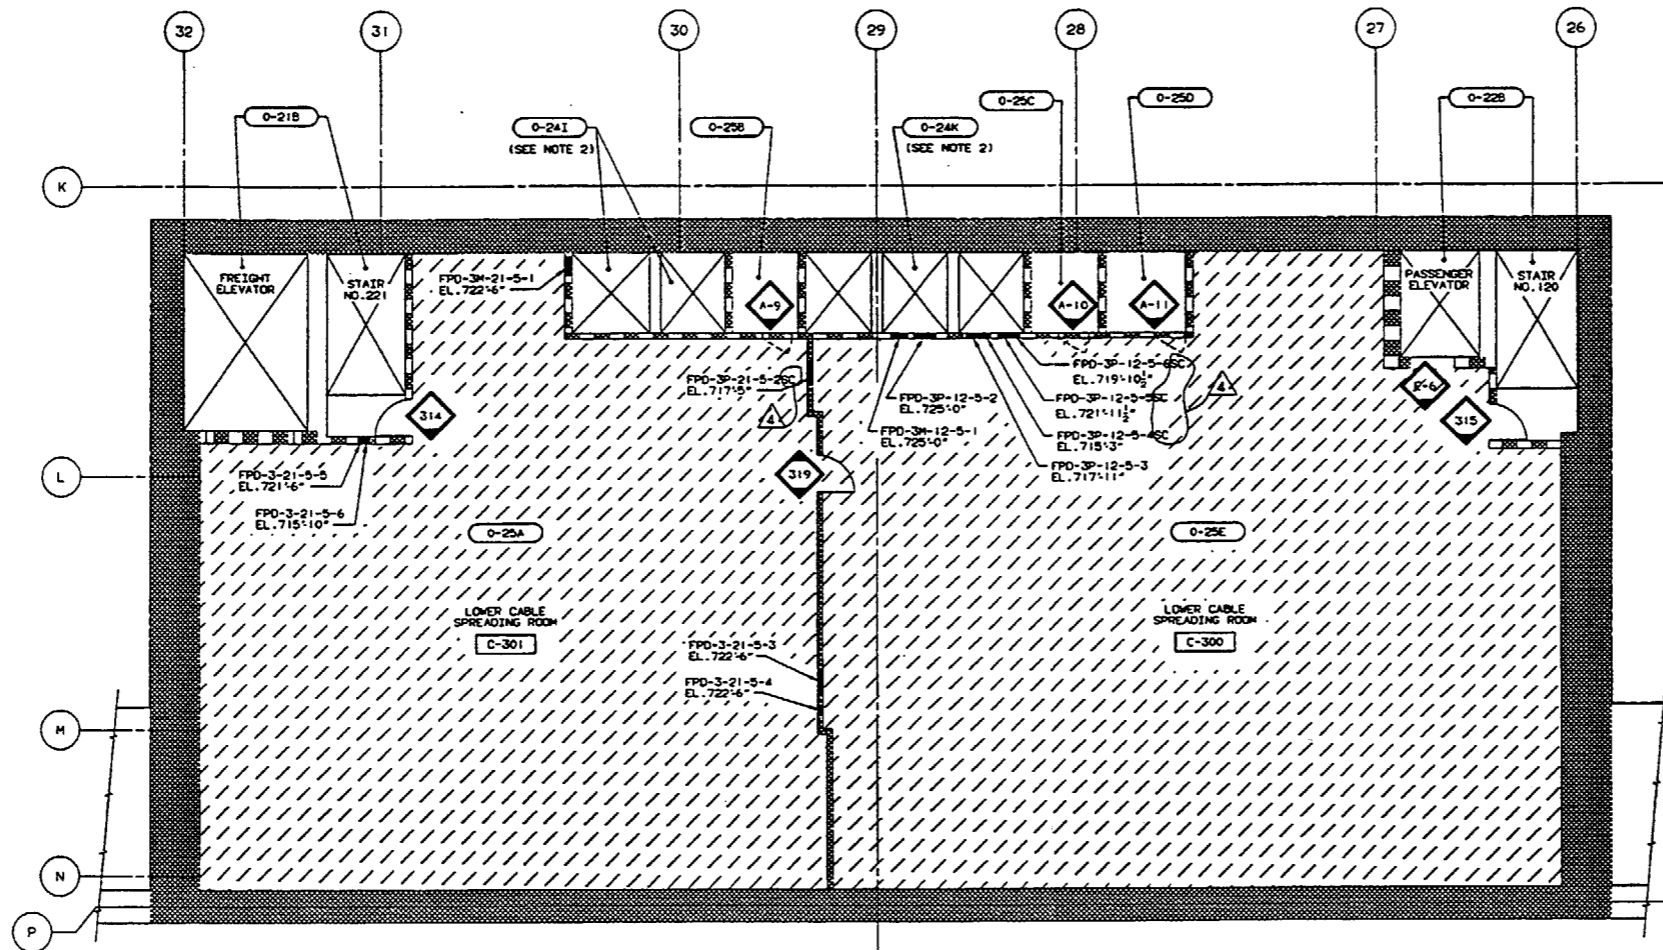 32
31
30
29
28
27
26
0-21B
0-24I
(SEE NOTE 2)
0-25B
0-24K
(SEE NOTE 2)
0-25C
0-25D
0-22B
K
FREIGHT
ELEVATOR
STAIR
NO.221
FPD-3M-21-5-1
EL.722'-6"
A-9
A-10
A-11
PASSENGER
ELEVATOR
STAIR
NO.120
FPD-3P-21-5-2SC
EL.717'-5"
4
FPD-3P-12-5-2
EL.725'-0"
FPD-3M-12-5-1
EL.725'-0"
FPD-3P-12-5-6SC
EL.719'-10½"
FPD-3P-12-5-5SC
EL.721'-11½"
FPD-3P-12-5-4SC
EL.715'-3"
FPD-3P-12-5-3
EL.717'-11"
4
314
315
319
L
FPD-3-21-5-5
EL.721'-6"
FPD-3-21-5-6
EL.715'-10"
0-25A
0-25E
LOWER CABLE
SPREADING ROOM
C-301
LOWER CABLE
SPREADING ROOM
C-300
FPD-3-21-5-3
EL.722'-6"
FPD-3-21-5-4
EL.722'-6"
M
N
P